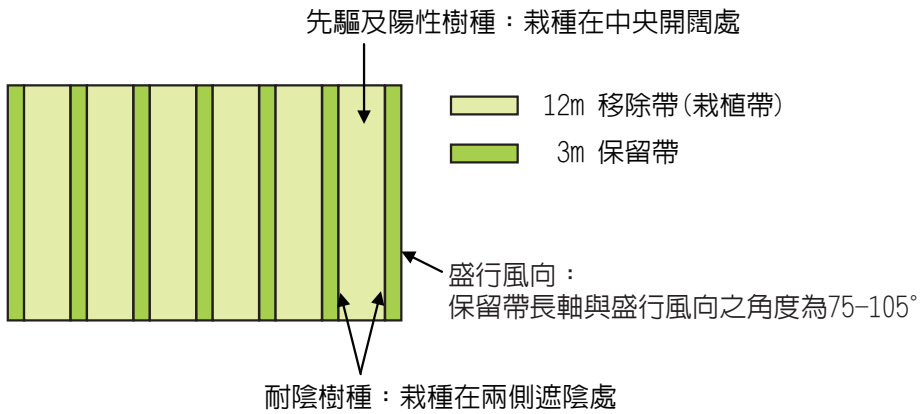 先驅及陽性樹種：栽種在中央開闊處
12m 移除帶(栽植帶)
3m 保留帶
盛行風向：
保留帶長軸與盛行風向之角度為75-105°
耐陰樹種：栽種在兩側遮陰處